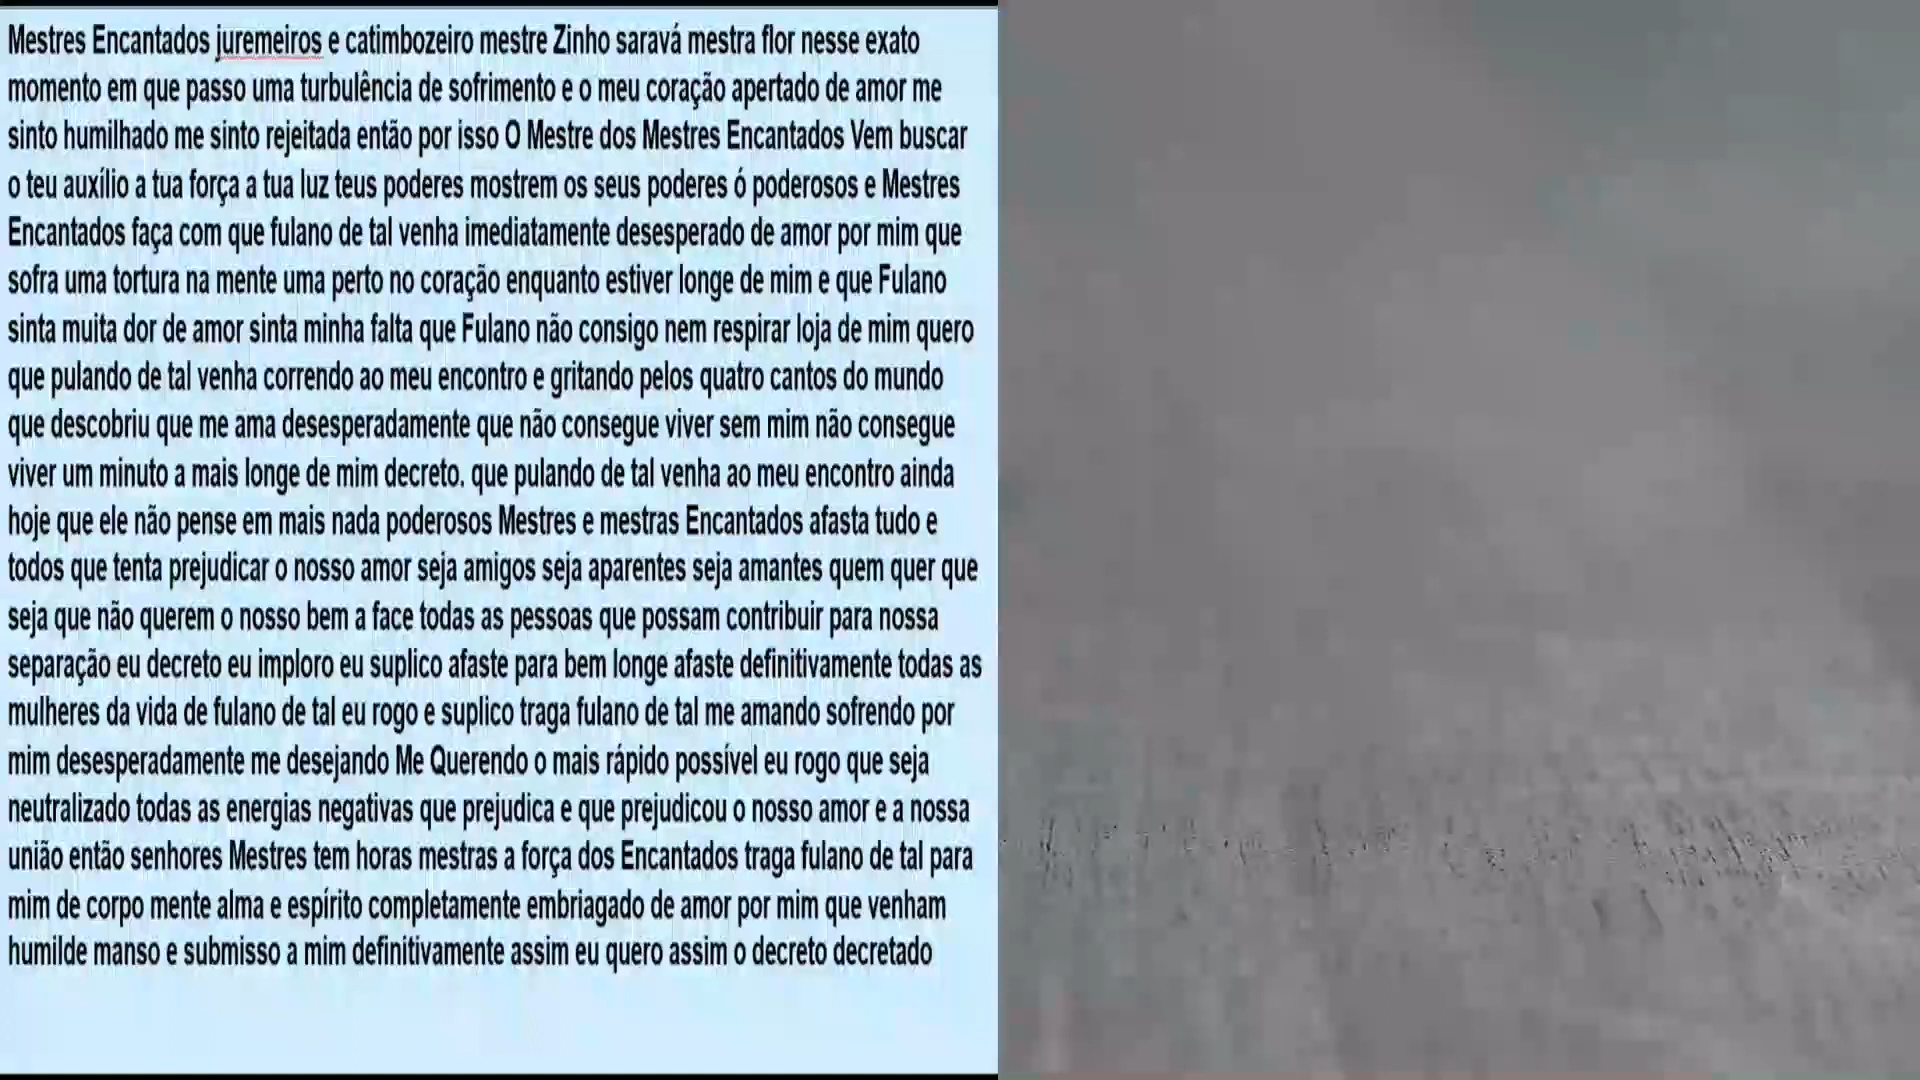 Mestres Encantados juremeiros e catimbozeiro mestre Zinho saravá mestra flor nesse exato
momento em que passo uma turbulência de sofrimento e o meu coração apertado de amor me
sinto humilhado me sinto rejeitada então por isso O Mestre dos Mestres Encantados Vem buscar
o teu auxílio a tua força a tua luz teus poderes mostrem os seus poderes ó poderosos e Mestres
Encantados faça com que fulano de tal venha imediatamente desesperado de amor por mim que
sofra uma tortura na mente uma perto no coração enquanto estiver longe de mim e que Fulano
sinta muita dor de amor sinta minha falta que Fulano não consigo nem respirar loja de mim quero
que pulando de tal venha correndo ao meu encontro e gritando pelos quatro cantos do mundo
que descobriu que me ama desesperadamente que não consegue viver sem mim não consegue
viver um minuto a mais longe de mim decreto. que pulando de tal venha ao meu encontro ainda
hoje que ele não pense em mais nada poderosos Mestres e mestras Encantados afasta tudo e
todos que tenta prejudicar o nosso amor seja amigos seja aparentes seja amantes quem quer que
seja que não querem o nosso bem a face todas as pessoas que possam contribuir para nossa
separação eu decreto eu imploro eu suplico afaste para bem longe afaste definitivamente todas as
mulheres da vida de fulano de tal eu rogo e suplico traga fulano de tal me amando sofrendo por
mim desesperadamente me desejando Me Querendo o mais rápido possível eu rogo que seja
neutralizado todas as energias negativas que prejudica e que prejudicou o nosso amor e a nossa
união então senhores Mestres tem horas mestras a força dos Encantados traga fulano de tal para
mim de corpo mente alma e espírito completamente embriagado de amor por mim que venham
humilde manso e submisso a mim definitivamente assim eu quero assim o decreto decretado